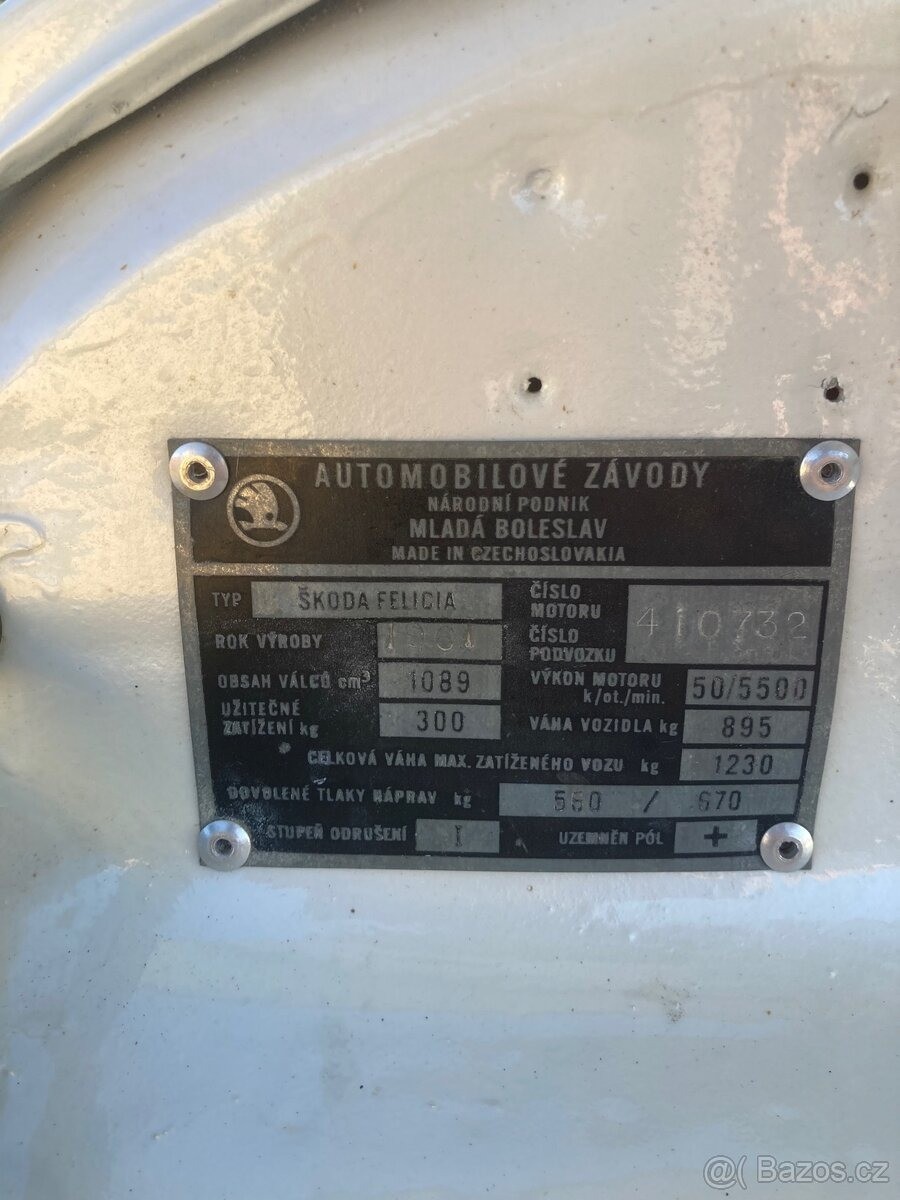 AUTOMOBILOVÉ ZÁVODY
NÁRODNÍ PODNIK
MLADÁ BOLESLAV
MADE IN CZECHOSLOVAKIA
TYP ŠKODA FELICIA
ROK VÝROBY 1961
OBSAH VÁLCŮ cm³ 1089
UŽITEČNÉ
ZATÍŽENÍ kg 300
ČÍSLO
MOTORU
ČÍSLO
PODVOZKU
410732
VÝKON MOTORU
k/ot./min. 50/5500
VÁHA VOZIDLA kg 895
CELKOVÁ VÁHA MAX. ZATÍŽENÉHO VOZU kg 1230
DOVOLENÉ TLAKY NÁPRAV kg 560 / 670
STUPEŇ ODRUŠENÍ I
UZEMNĚN PÓL +
@( Bazos.cz